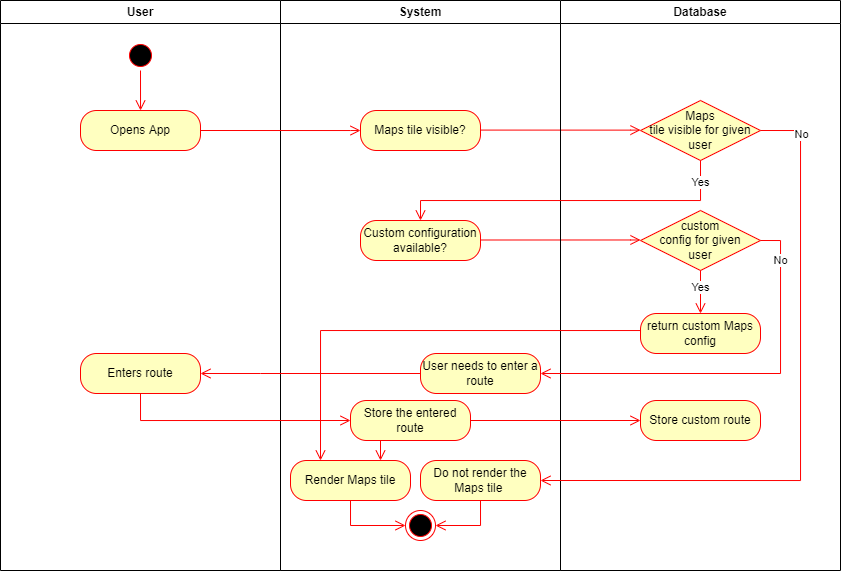 User
System
Database
Opens App
Maps tile visible?
Maps
tile visible for given
user
No
Yes
Custom configuration
available?
custom
config for given
user
No
Yes
return custom Maps
config
Enters route
User needs to enter a
route
Store the entered
route
Store custom route
Render Maps tile
Do not render the
Maps tile